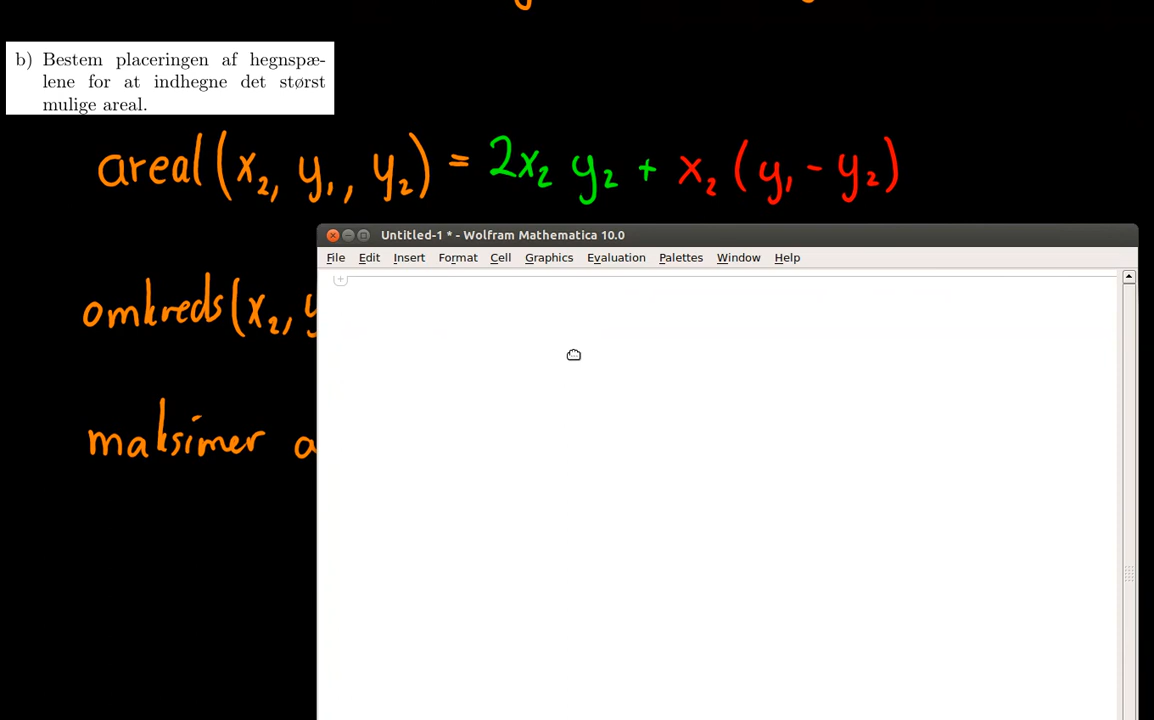 b) Bestem placeringen af hegnspæ-
lene for at indhegne det størst
mulige areal.
areal(x₂, y₁, y₂) = 2x₂ y₂ + x₂ (y₁ - y₂)
Untitled-1 * - Wolfram Mathematica 10.0
File Edit Insert Format Cell Graphics Evaluation Palettes Window Help
omkreds(x₂, y
maksimer a